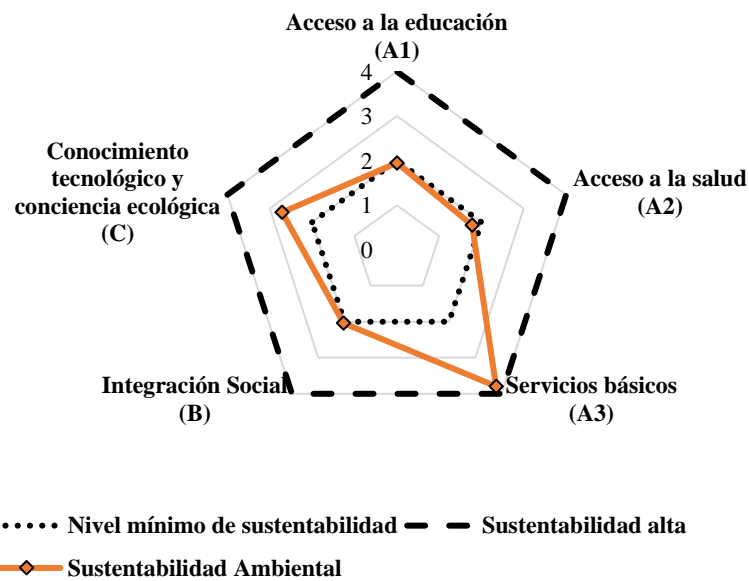 Acceso a la educación
(A1)
4
3
2
1
0
Acceso a la salud
(A2)
Servicios básicos
(A3)
Integración Social
(B)
Conocimiento
tecnológico y
conciencia ecológica
(C)
Nivel mínimo de sustentabilidad
Sustentabilidad alta
Sustentabilidad Ambiental